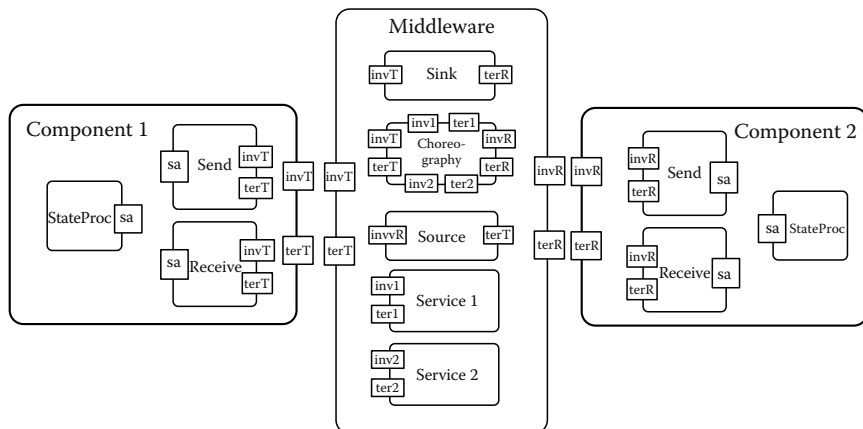 Middleware
invT
Sink
terR
Component 1
sa
Send
invT
terT
StateProc
sa
sa
Receive
invT
terT
invT
terT
invT
terT
inv1
ter1
invT
invR
Choreo-
graphy
terT
terR
inv2
ter2
invvR
Source
terT
inv1
Service 1
ter1
inv2
Service 2
ter2
invR
terR
invR
terR
Component 2
invR
Send
terR
sa
sa
StateProc
invR
Receive
terR
sa